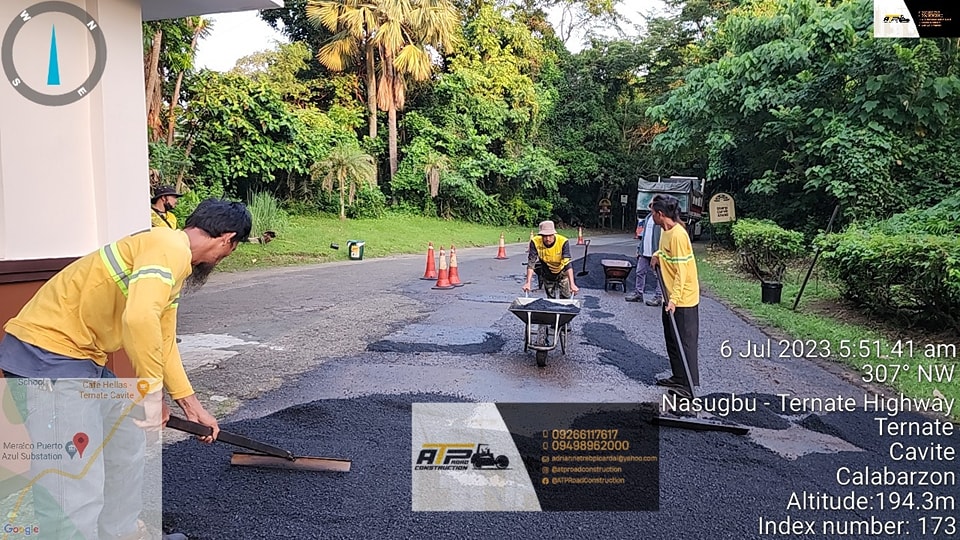 N
E
S
W
6 Jul 2023 5:51:41 am
307° NW
Nasugbu - Ternate Highway
Ternate
Cavite
Calabarzon
Altitude:194.3m
Index number: 173
School
Cafe Hellas -
Ternate Cavite
Meralco Puerto
Azul Substation
Google
ATP ROAD
CONSTRUCTION
09266117617
09498962000
@atproadconstruction
@ATPRoadConstruction